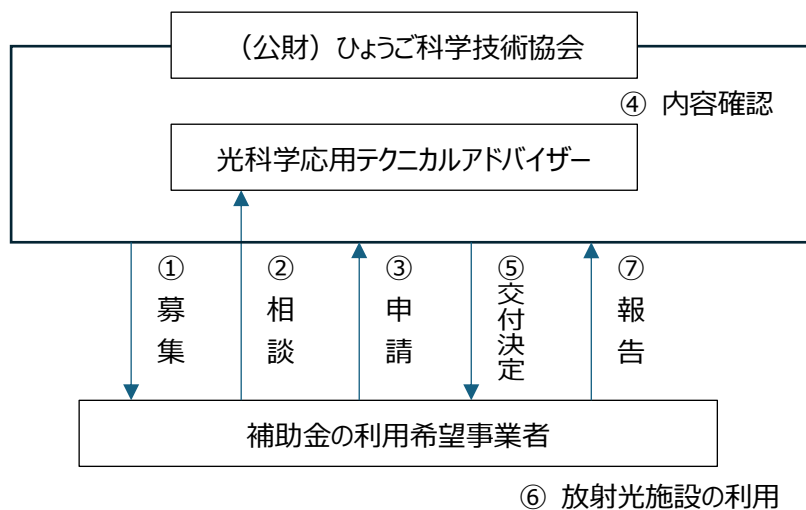 （公財）ひょうご科学技術協会
④ 内容確認
光科学応用テクニカルアドバイザー
① 募集
② 相談
③ 申請
⑤ 交付決定
⑦ 報告
補助金の利用希望事業者
⑥ 放射光施設の利用